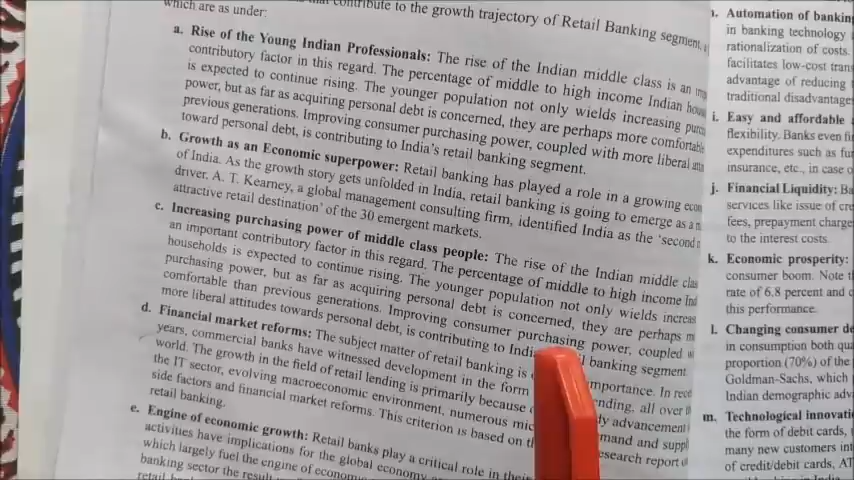 which are as under:
contribute to the growth trajectory of Retail Banking segment,
a. Rise of the Young Indian Professionals: The rise of the Indian middle class is an
contributory factor in this regard. The percentage of middle to high income Indian
is expected to continue rising. The younger population not only wields increasing
power, but as far as acquiring personal debt is concerned, they are perhaps more comfortable
previous generations. Improving consumer purchasing power, coupled with more liberal
toward personal debt, is contributing to India's retail banking segment.
b. Growth as an Economic superpower: Retail banking has played a role in a growing
of India. As the growth story gets unfolded in India, retail banking is going to emerge as a
driver. A. T. Kearney, a global management consulting firm, identified India as the 'second
attractive retail destination' of the 30 emergent markets.
c. Increasing purchasing power of middle class people: The rise of the Indian middle
an important contributory factor in this regard. The percentage of middle to high income
households is expected to continue rising. The younger population not only wields
purchasing power, but as far as acquiring personal debt is concerned, they are perhaps
comfortable than previous generations. Improving consumer purchasing power, coupled
more liberal attitudes towards personal debt, is contributing to banking segment.
d. Financial market reforms: The subject matter of retail banking is importance. In
years, commercial banks have witnessed development in the form all over
world. The growth in the field of retail lending is primarily because advancement
the IT sector, evolving macroeconomic environment, numerous and
side factors and financial market reforms. This criterion is based on report
retail banking.
e. Engine of economic growth: Retail banks play a critical role in their
activities have implications for the global economy
which largely fuel the engine of
banking sector the result
Automation of banking
in banking technology
rationalization of costs.
facilitates low-cost
advantage of reducing
traditional
i. Easy and affordable
flexibility. Banks even
expenditures such as
insurance, etc., in case
j. Financial Liquidity:
services like issue of
fees, prepayment
to the interest costs.
k. Economic prosperity:
consumer boom. Note
rate of 6.8 percent and
this performance.
l. Changing consumer
in consumption both
proportion (70%) of the
Goldman-Sachs, which
Indian demographic
m. Technological
the form of debit cards,
many new customers
of credit/debit cards,